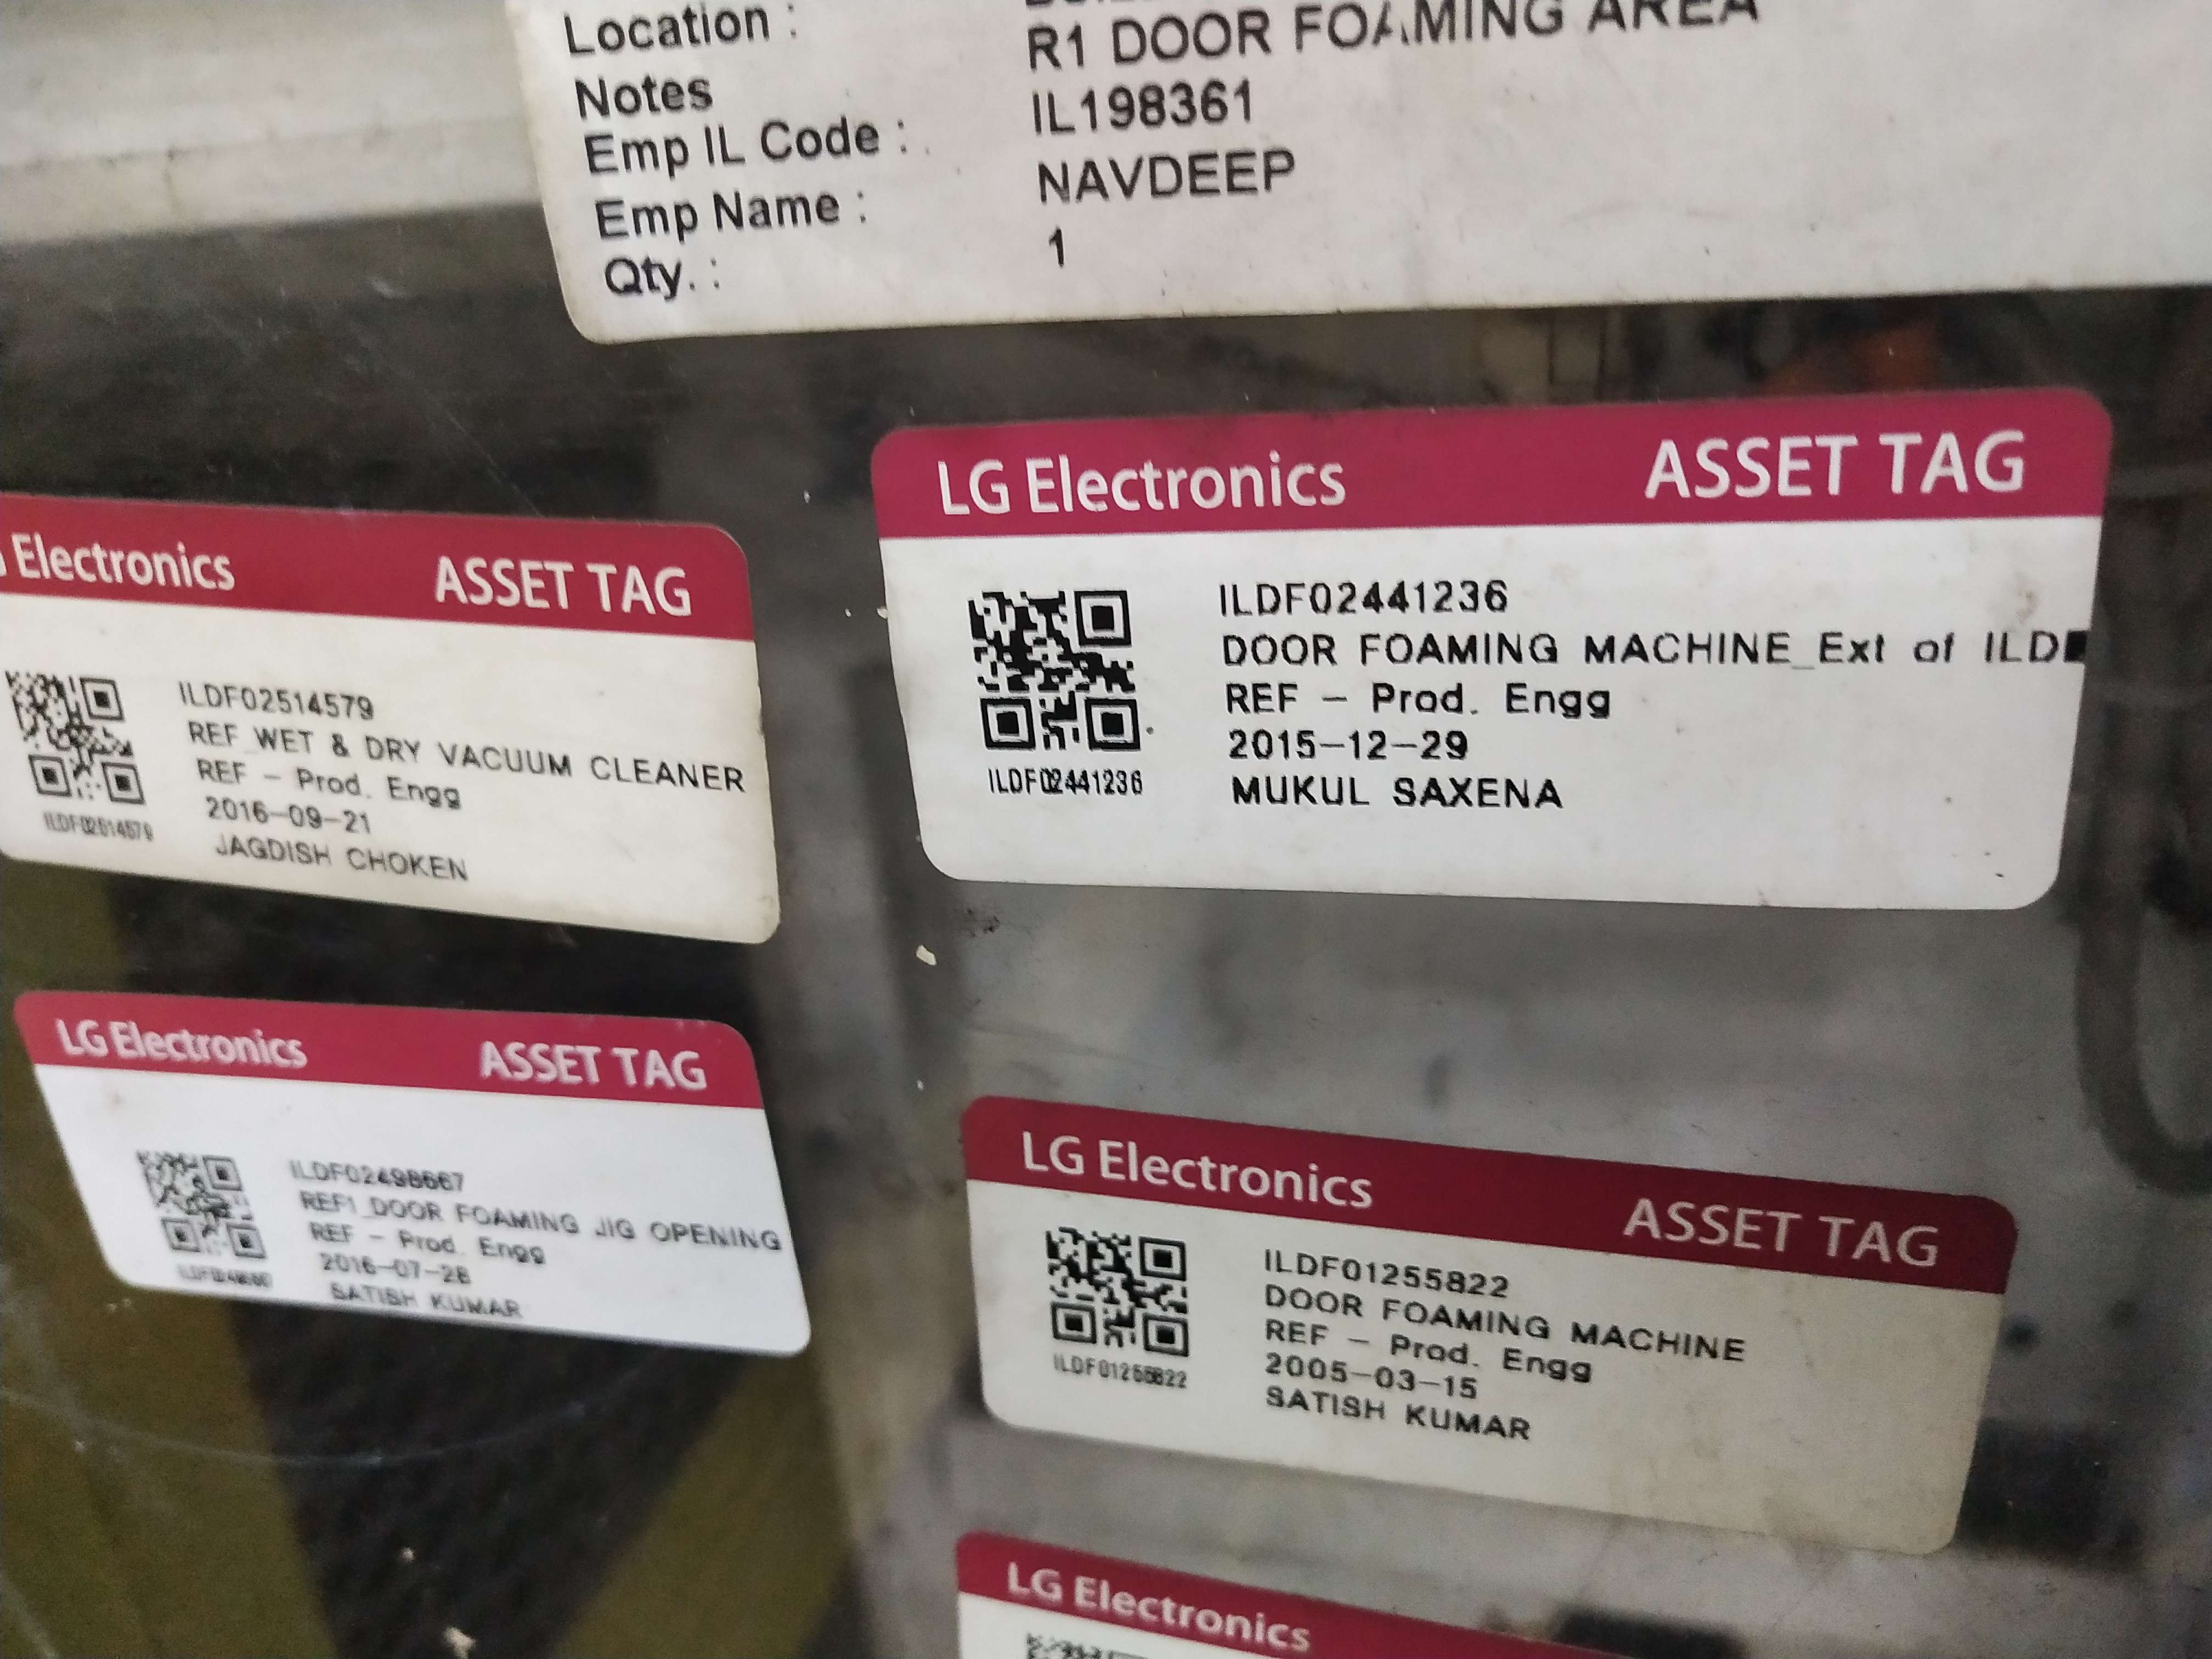 Location :
R1 DOOR FOAMING AREA
Notes
Emp IL Code : IL198361
Emp Name : NAVDEEP
Qty. : 1
LG Electronics ASSET TAG
ILDF02441236
DOOR FOAMING MACHINE_Ext of ILD
REF - Prod. Engg
2015-12-29
MUKUL SAXENA
ILDF02441236
Electronics ASSET TAG
ILDF02514579
REF WET & DRY VACUUM CLEANER
REF - Prod. Engg
2016-09-21
JAGDISH CHOKEN
ILDF02514579
LG Electronics ASSET TAG
ILDF02498667
REF1_DOOR FOAMING JIG OPENING
REF - Prod. Engg
2016-07-28
SATISH KUMAR
LG Electronics ASSET TAG
ILDF01255822
DOOR FOAMING MACHINE
REF - Prod. Engg
2005-03-15
SATISH KUMAR
ILDF01255822
LG Electronics